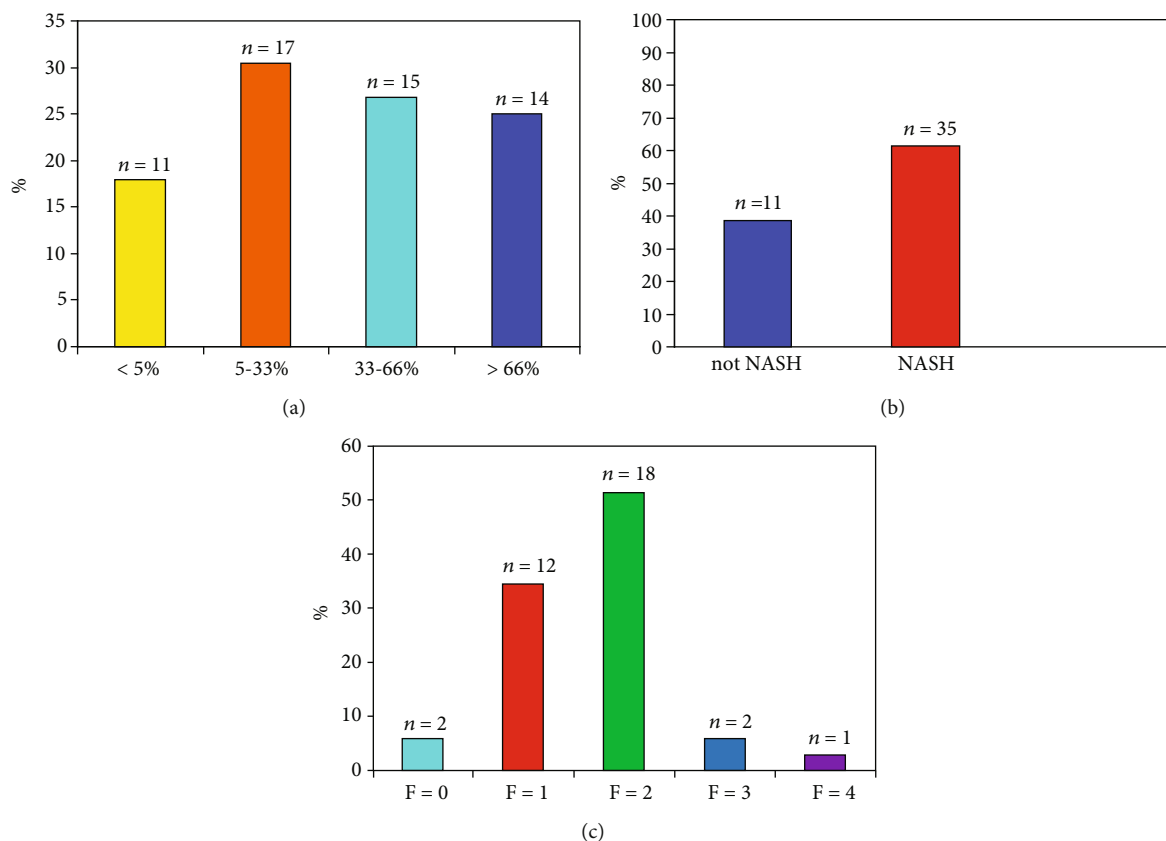 35
30
25
20
15
10
5
0
%
n = 11
n = 17
n = 15
n = 14
< 5%
5-33%
33-66%
> 66%
(a)
100
90
80
70
60
50
40
30
20
10
0
%
n =11
n = 35
not NASH
NASH
(b)
60
50
40
30
20
10
0
%
n = 2
n = 12
n = 18
n = 2
n = 1
F = 0
F = 1
F = 2
F = 3
F = 4
(c)